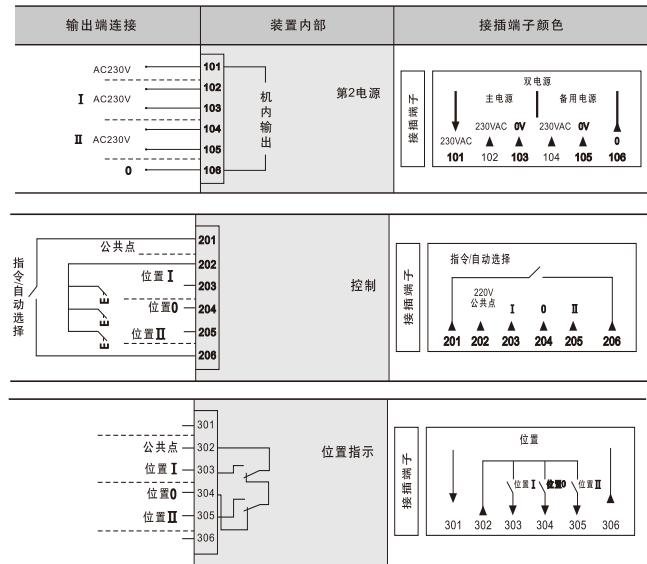 输出端连接 装置内部 接插端子颜色
AC230V
I AC230V
II AC230V
0
101
102
103
104
105
106
机内输出
第2电源
接插端子
双电源
主电源 备用电源
230VAC 0V 230VAC 0V
230VAC 0
101 102 103 104 105 106
指令/自动选择
公共点
位置I
位置0
位置II
E
E
E
201
202
203
204
205
206
控制
接插端子
指令/自动选择
220V
公共点 I 0 II
201 202 203 204 205 206
公共点
位置I
位置0
位置II
301
302
303
304
305
306
位置指示
接插端子
位置
位置I 位置0 位置II
301 302 303 304 305 306